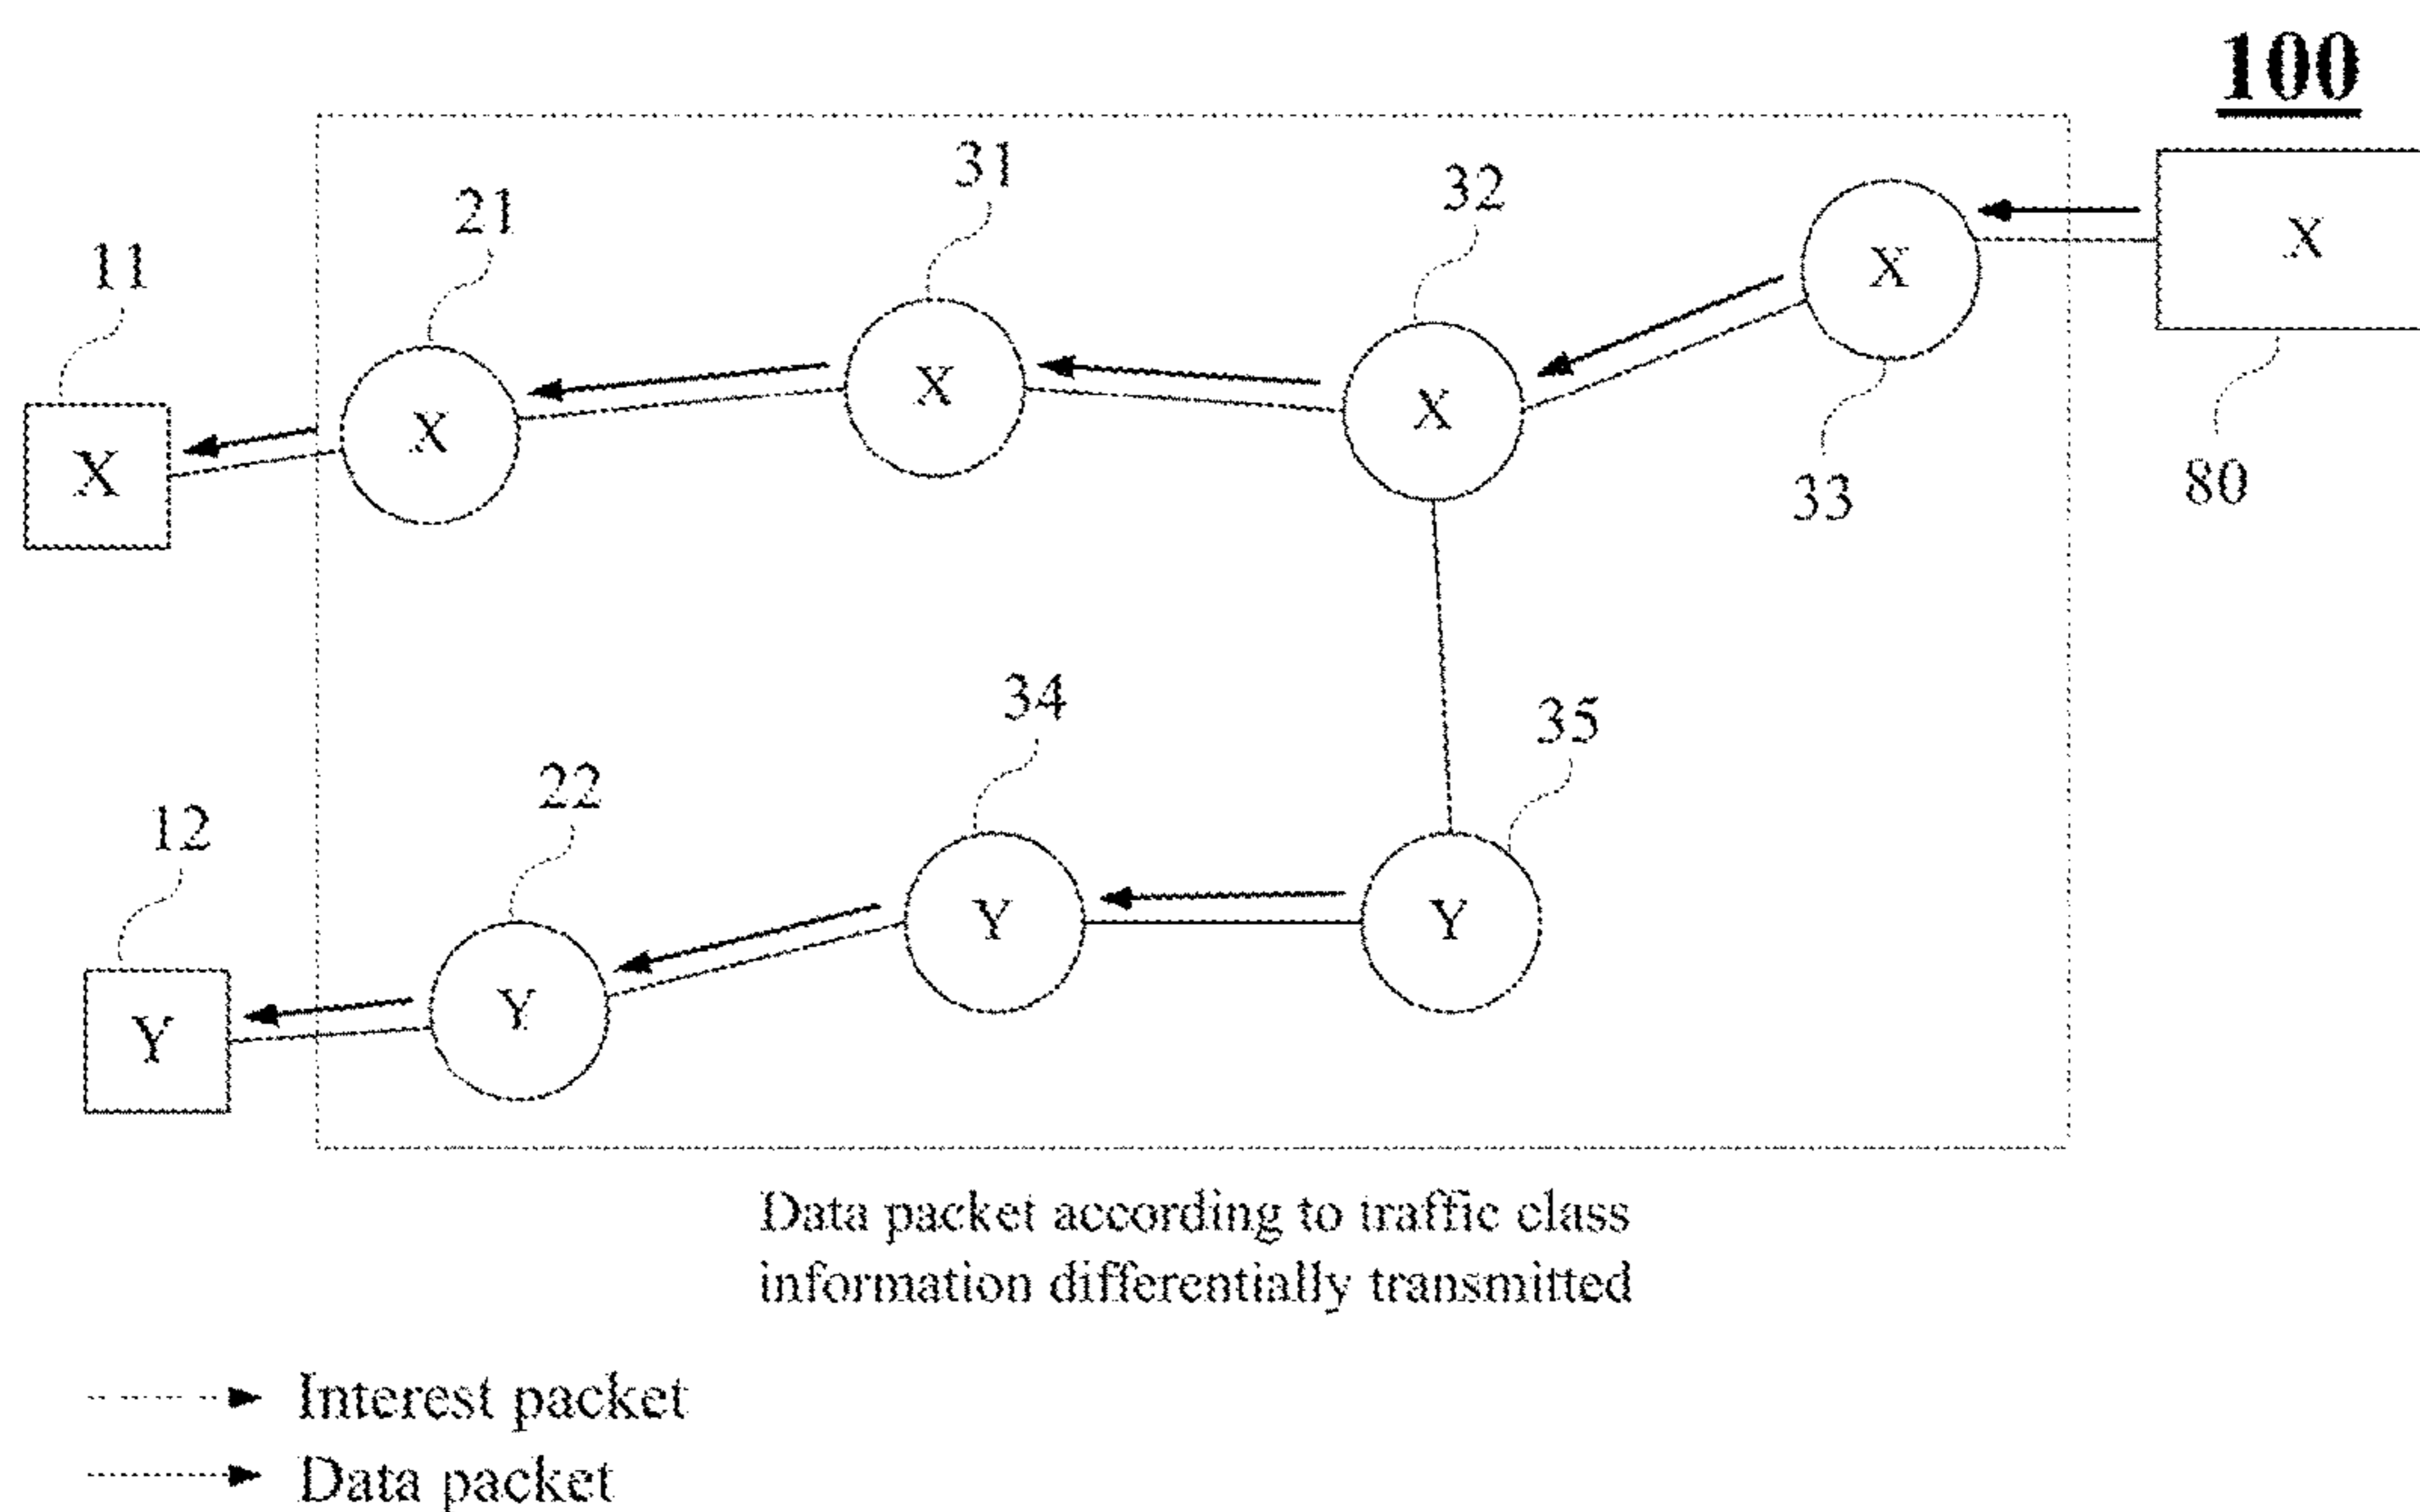 100
31
32
21
11
X
X
X
X
X
X
33
80
34
35
22
12
Y
Y
Y
Y
Data packet according to traffic class
information differentially transmitted
Interest packet
Data packet